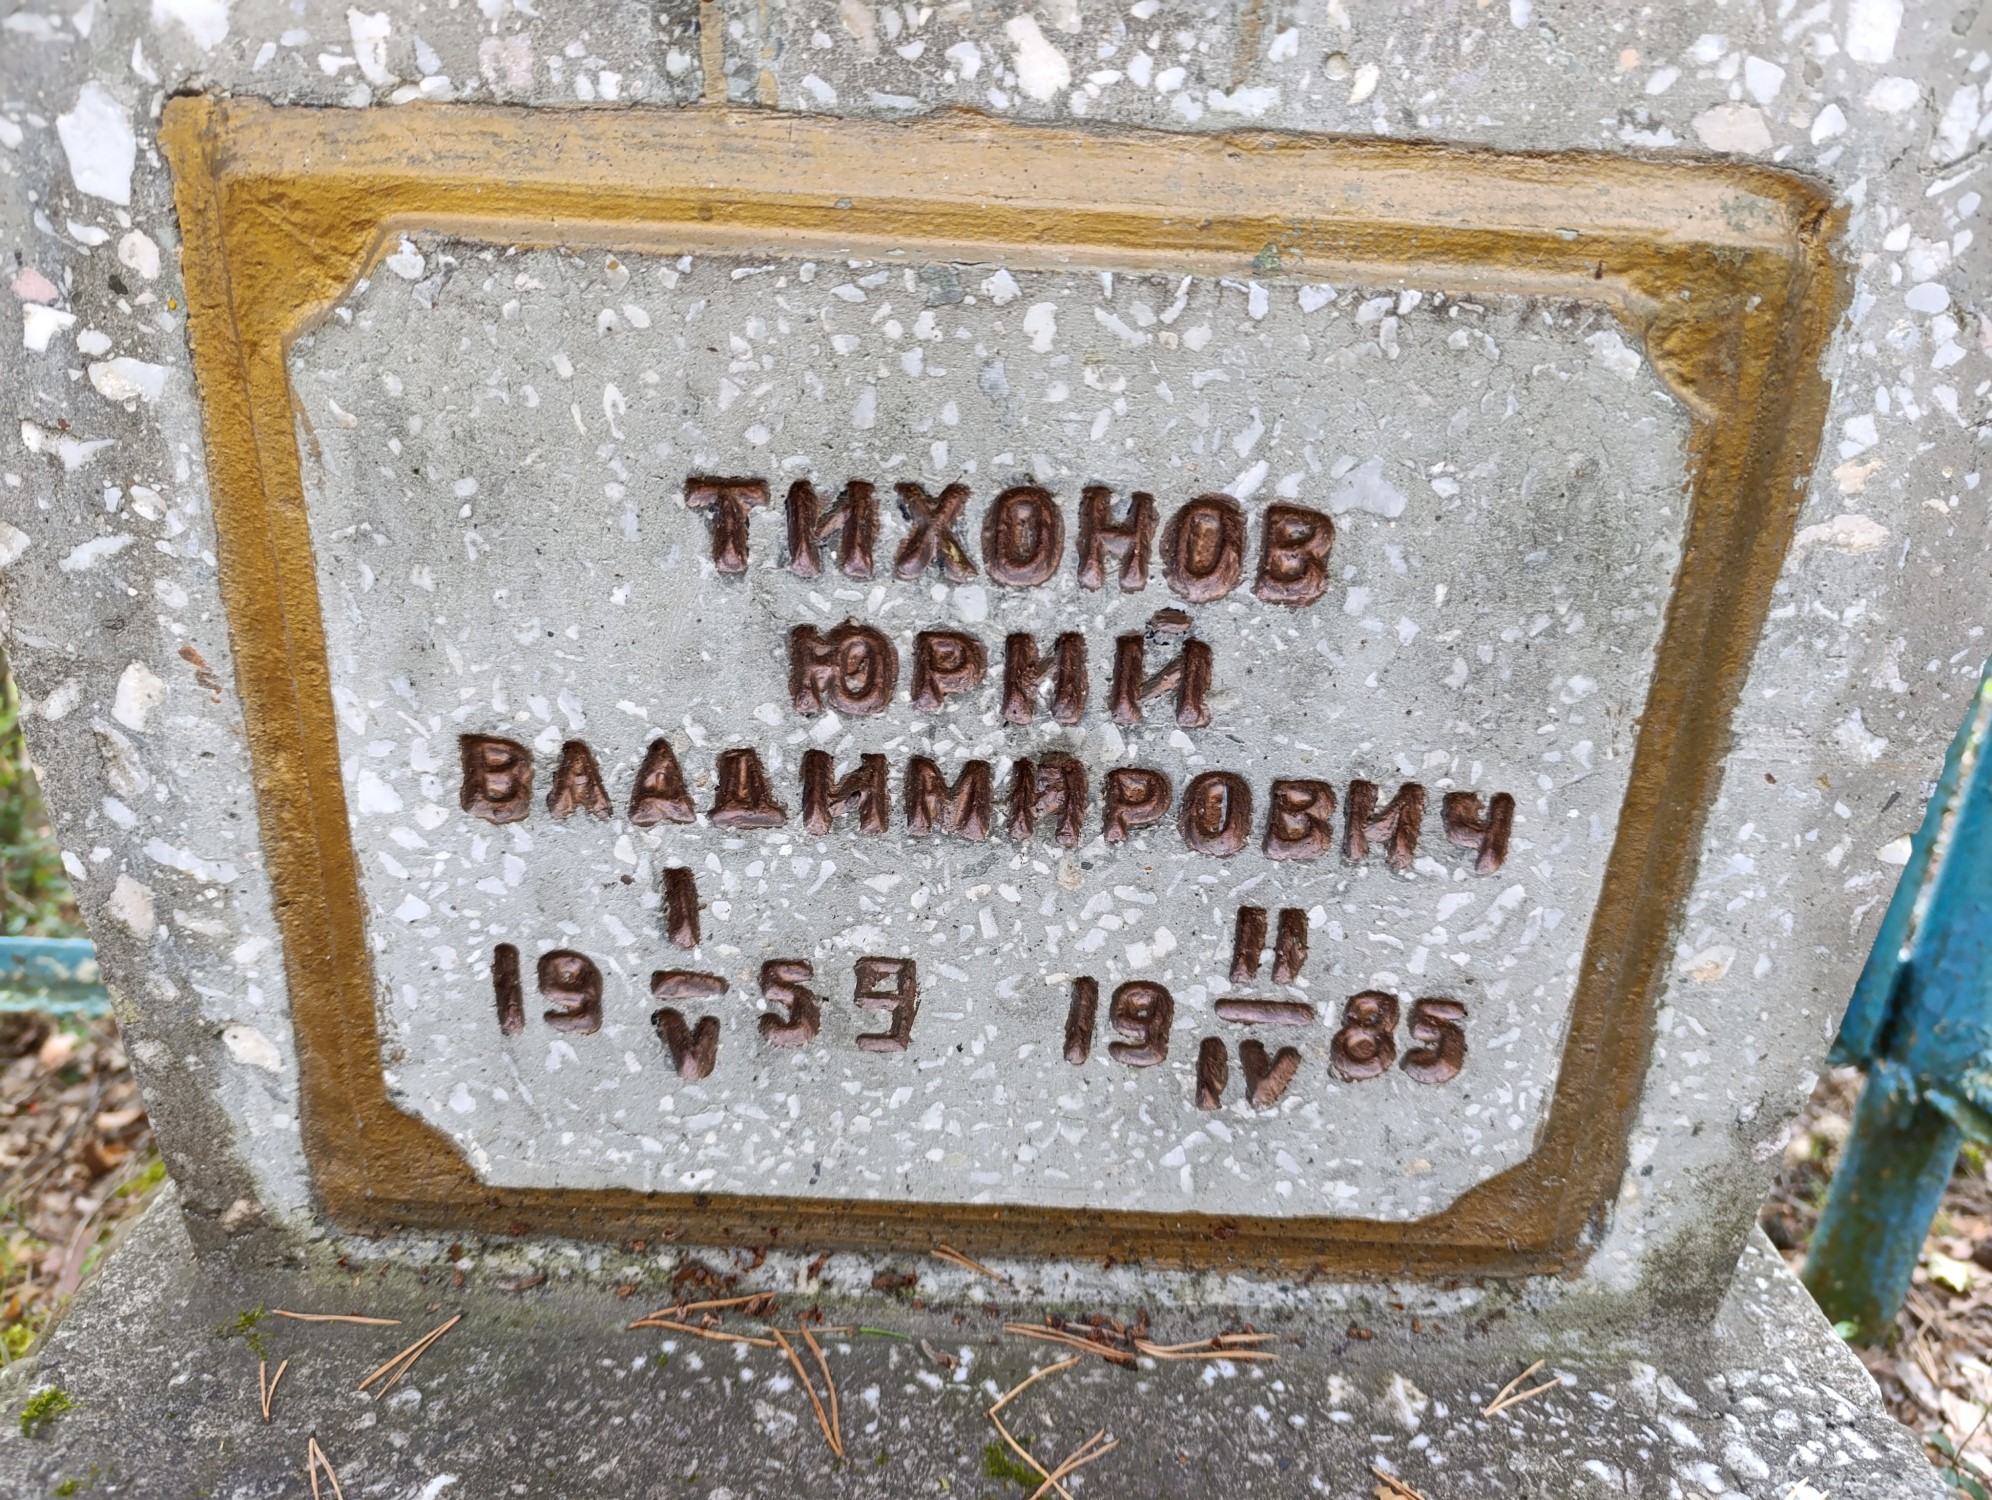 ТИХОНОВ
ЮРИЙ
ВЛАДИМИРОВИЧ
19 I/V 59 19 II/IV 85